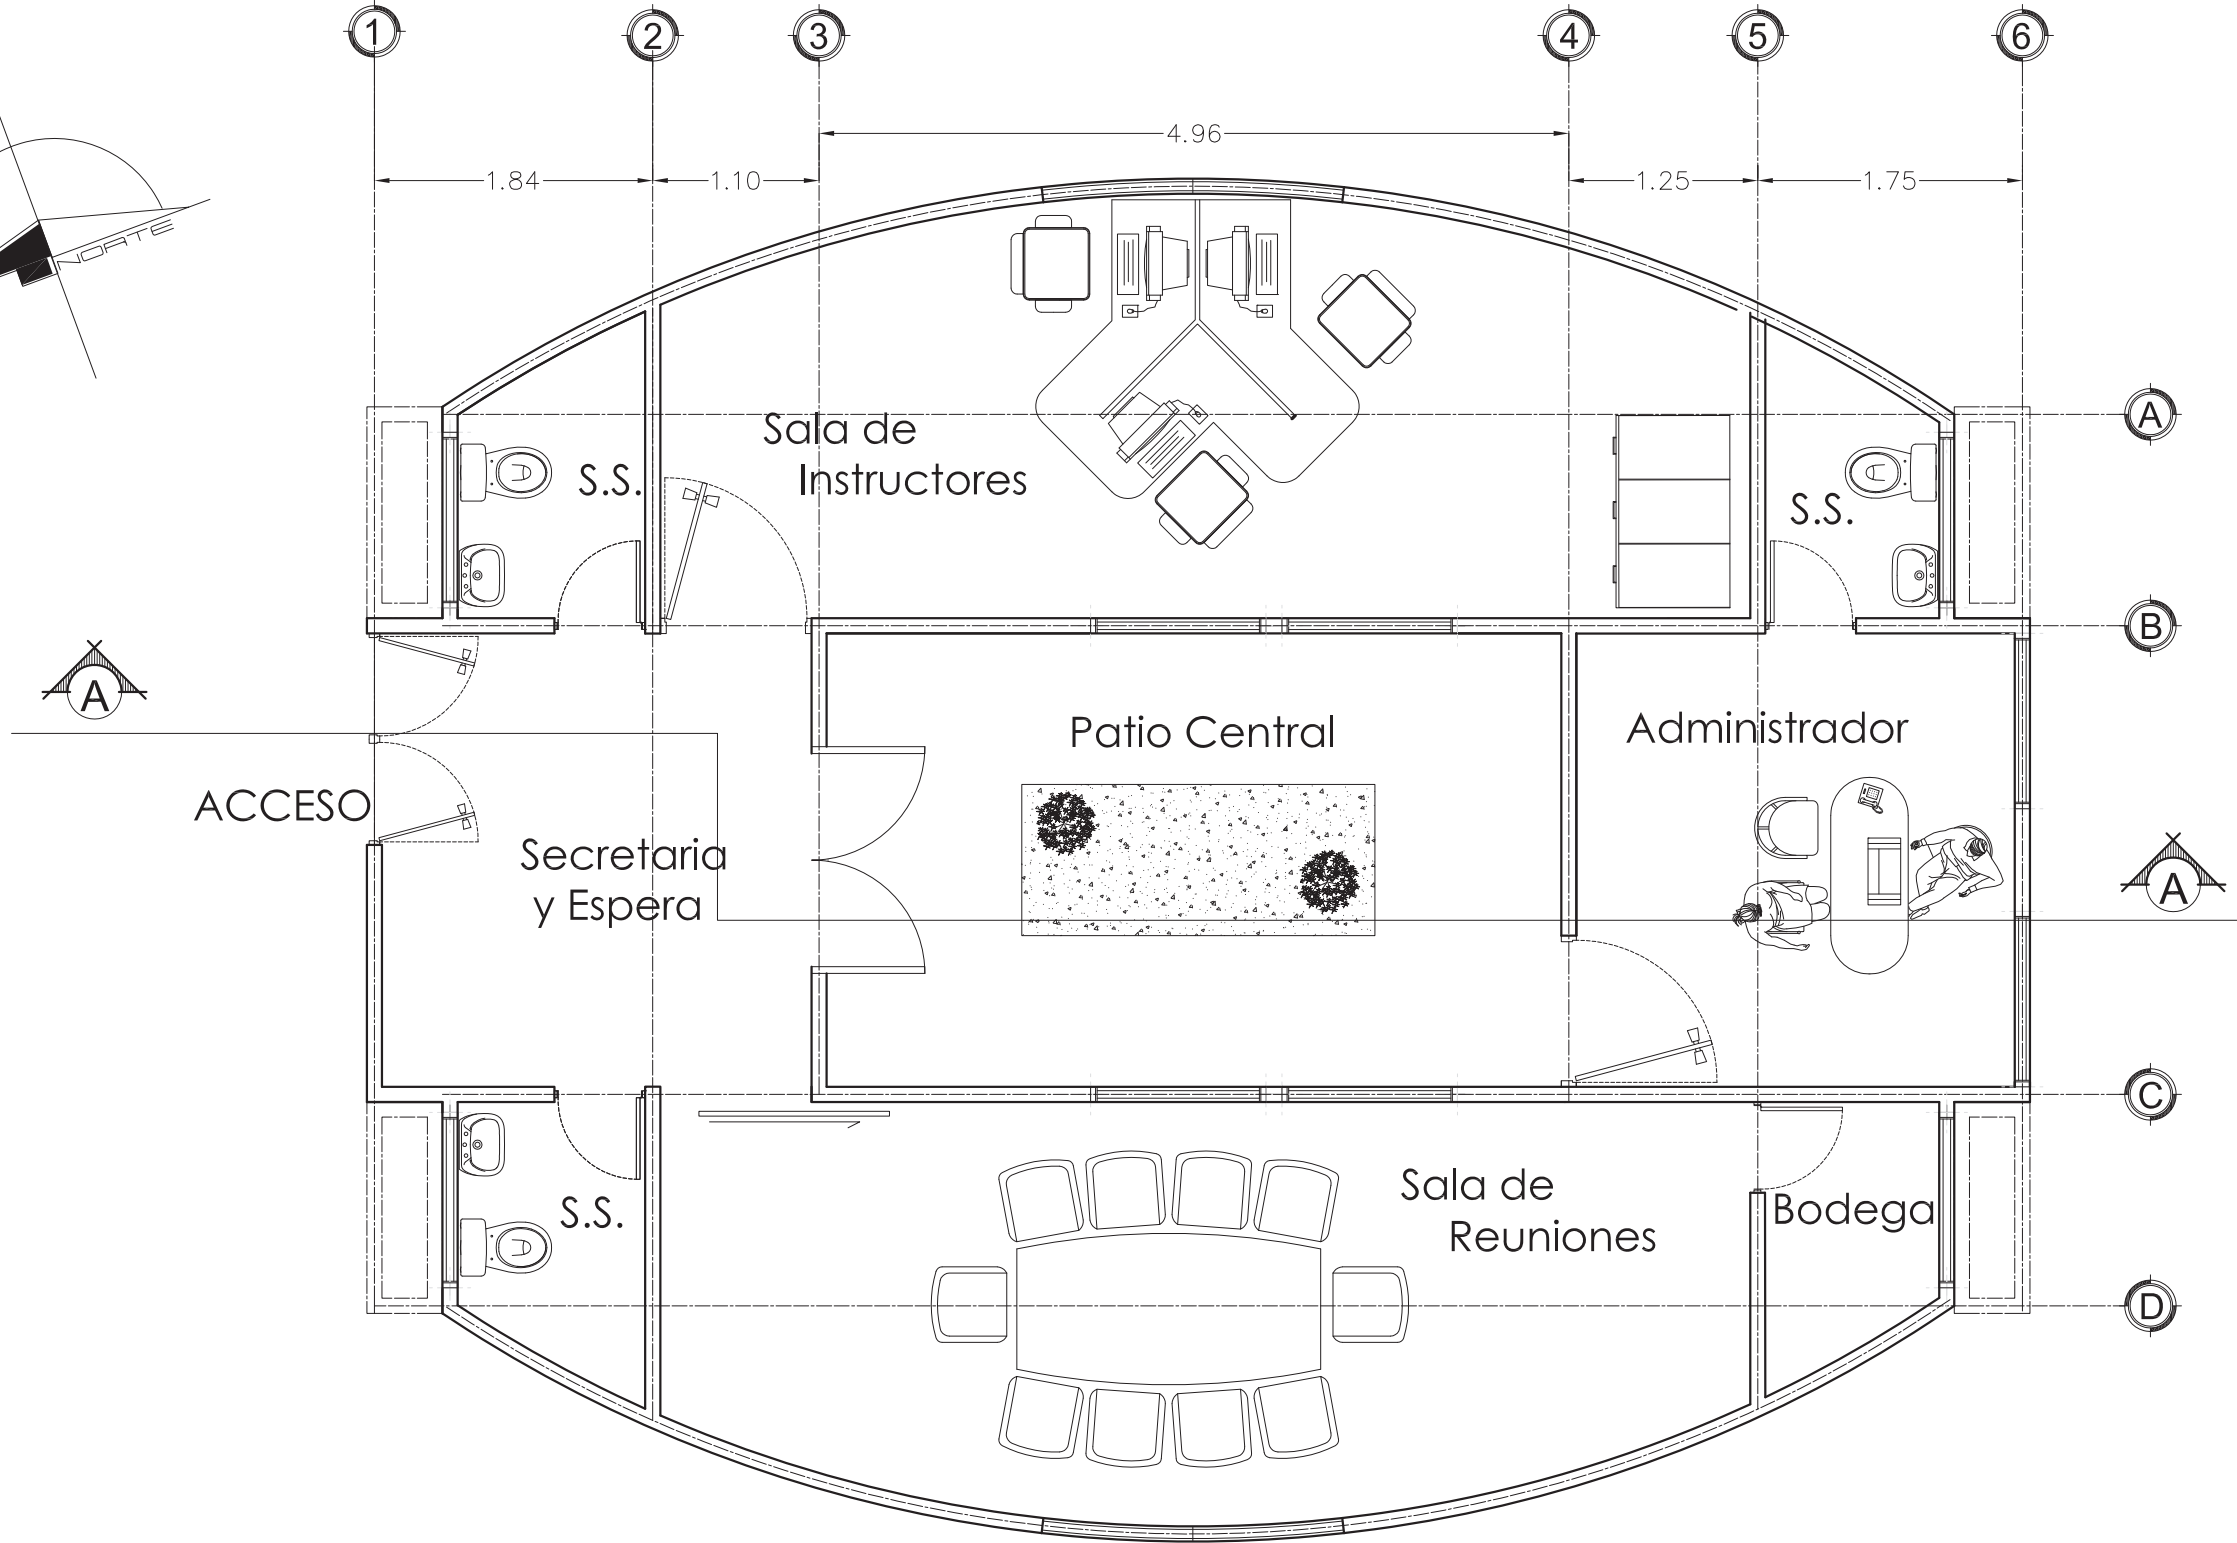 1 2 3 4 5 6
4.96
1.84 1.10 1.25 1.75
NORTE
A
Sala de
Instructores
S.S.
S.S.
B
A
Patio Central
Administrador
ACCESO
Secretaria
y Espera
A
C
Sala de
Reuniones
S.S.
Bodega
D